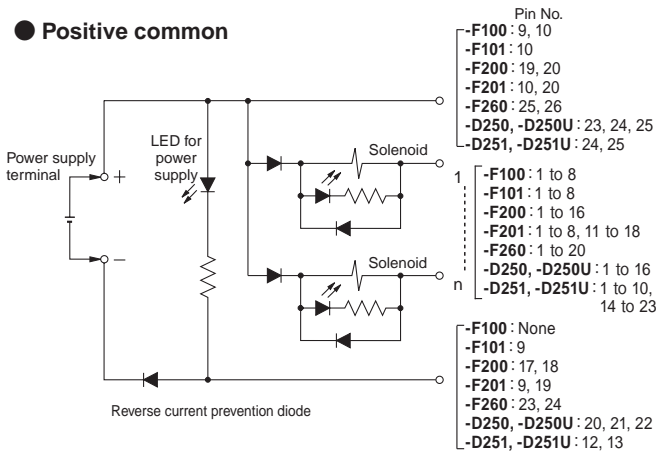 Pin No.
● Positive common
-F100 : 9, 10
-F101 : 10
-F200 : 19, 20
-F201 : 10, 20
-F260 : 25, 26
-D250, -D250U : 23, 24, 25
-D251, -D251U : 24, 25
Power supply
terminal
+
−
LED for
power
supply
Solenoid
1
n
Solenoid
-F100 : 1 to 8
-F101 : 1 to 8
-F200 : 1 to 16
-F201 : 1 to 8, 11 to 18
-F260 : 1 to 20
-D250, -D250U : 1 to 16
-D251, -D251U : 1 to 10,
14 to 23
-F100 : None
-F101 : 9
-F200 : 17, 18
-F201 : 9, 19
-F260 : 23, 24
-D250, -D250U : 20, 21, 22
-D251, -D251U : 12, 13
Reverse current prevention diode